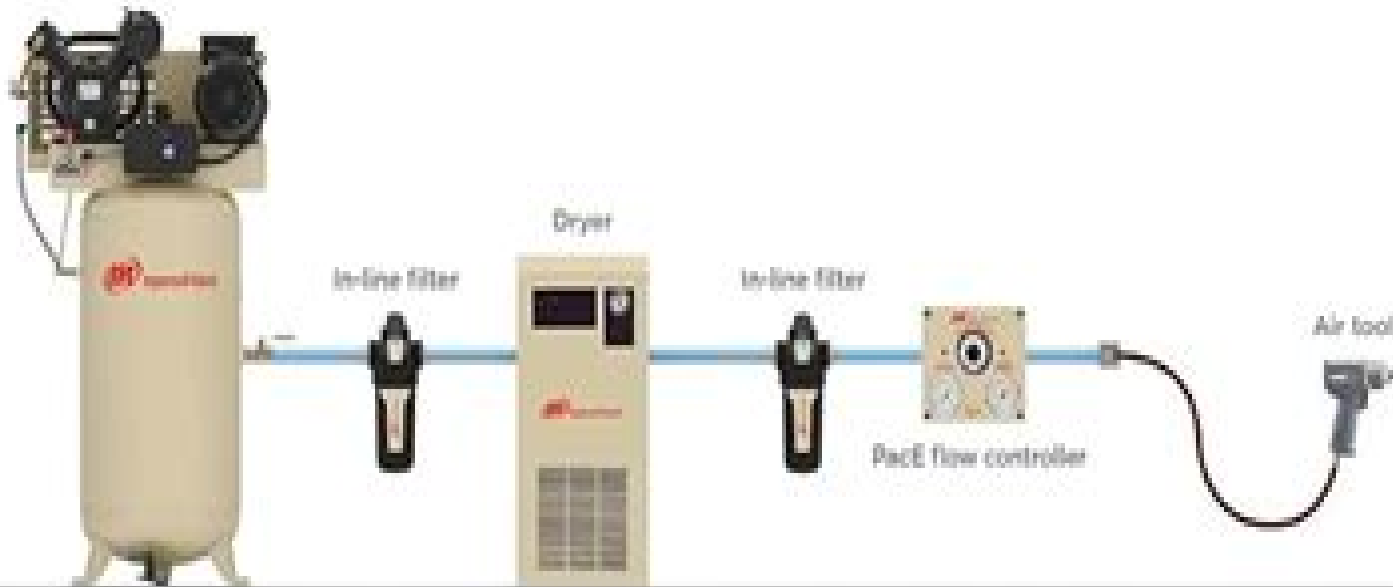 Dryer
In-line filter
In-line filter
Air tool
PacE flow controller